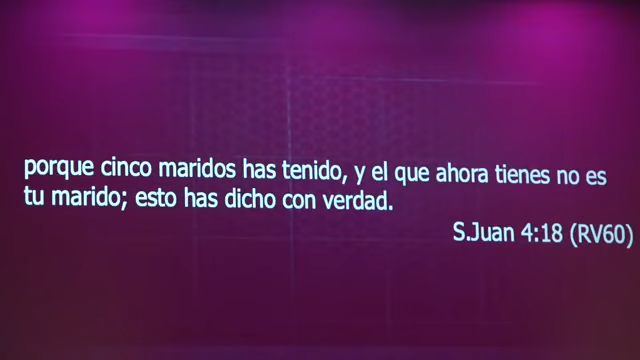 porque cinco maridos has tenido, y el que ahora tienes no es
tu marido; esto has dicho con verdad.
S.Juan 4:18 (RV60)